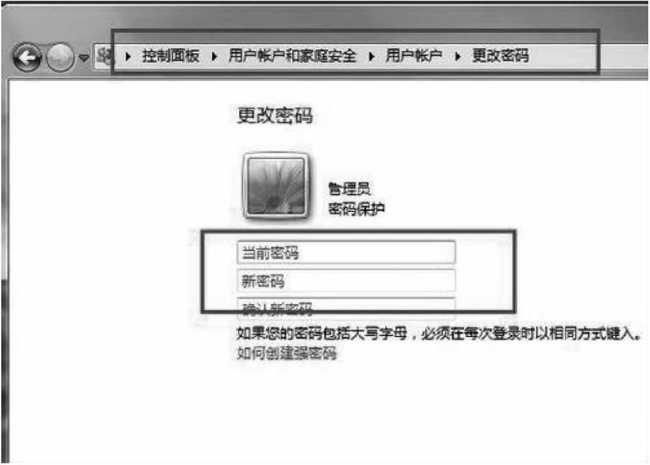 控制面板 ▸ 用户帐户和家庭安全 ▸ 用户帐户 ▸ 更改密码
更改密码
管理员
密码保护
当前密码
新密码
确认新密码
如果您的密码包括大写字母，必须在每次登录时以相同方式键入。
如何创建强密码